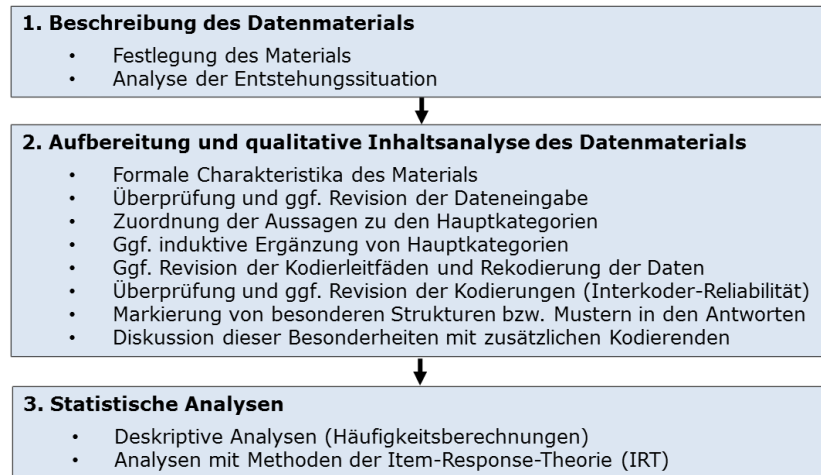 1. Beschreibung des Datenmaterials
• Festlegung des Materials
• Analyse der Entstehungssituation
2. Aufbereitung und qualitative Inhaltsanalyse des Datenmaterials
• Formale Charakteristika des Materials
• Überprüfung und ggf. Revision der Dateneingabe
• Zuordnung der Aussagen zu den Hauptkategorien
• Ggf. induktive Ergänzung von Hauptkategorien
• Ggf. Revision der Kodierleitfäden und Rekodierung der Daten
• Überprüfung und ggf. Revision der Kodierungen (Interkoder-Reliabilität)
• Markierung von besonderen Strukturen bzw. Mustern in den Antworten
• Diskussion dieser Besonderheiten mit zusätzlichen Kodierenden
3. Statistische Analysen
• Deskriptive Analysen (Häufigkeitsberechnungen)
• Analysen mit Methoden der Item-Response-Theorie (IRT)